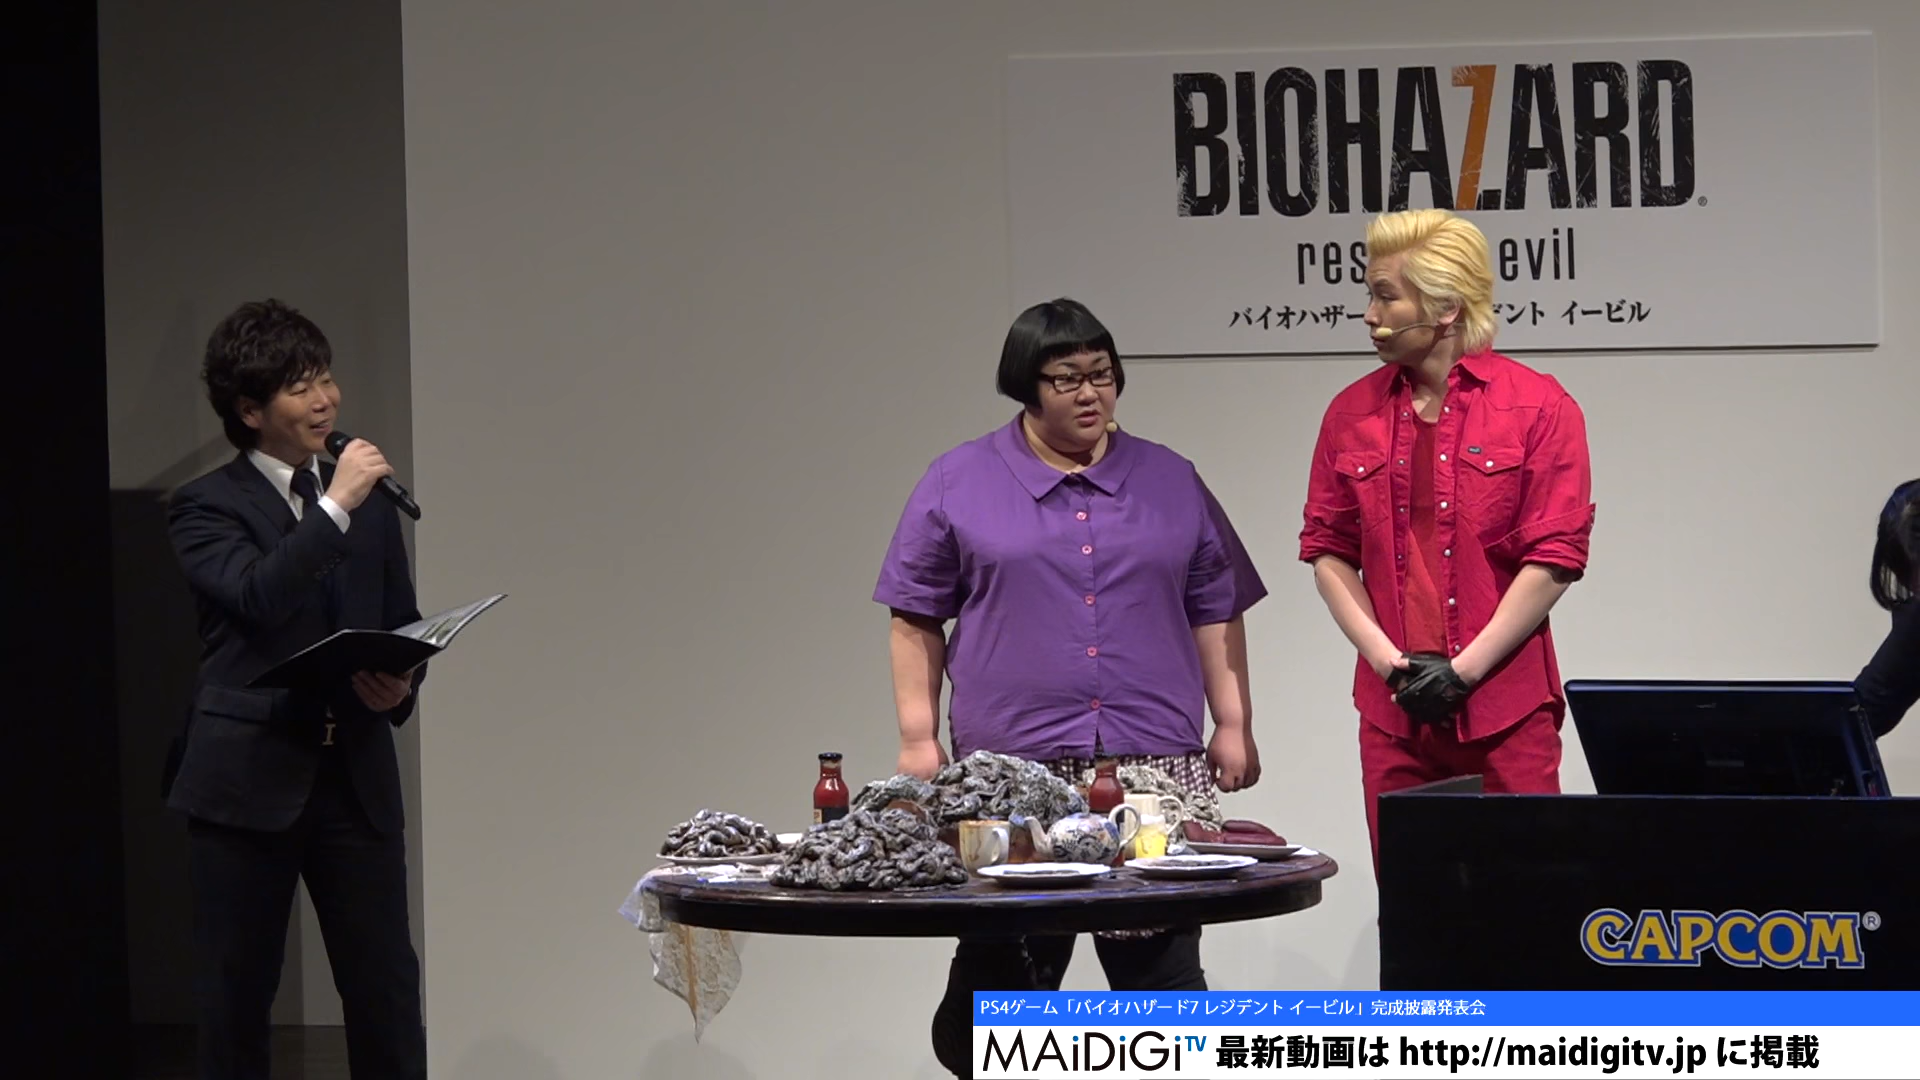 BIOHAZARD®
res evil
バイオハザー デント イービル
CAPCOM®
PS4ゲーム「バイオハザード7 レジデント イービル」完成披露発表会
MAiDiGiTV 最新動画は http://maidigitv.jp に掲載